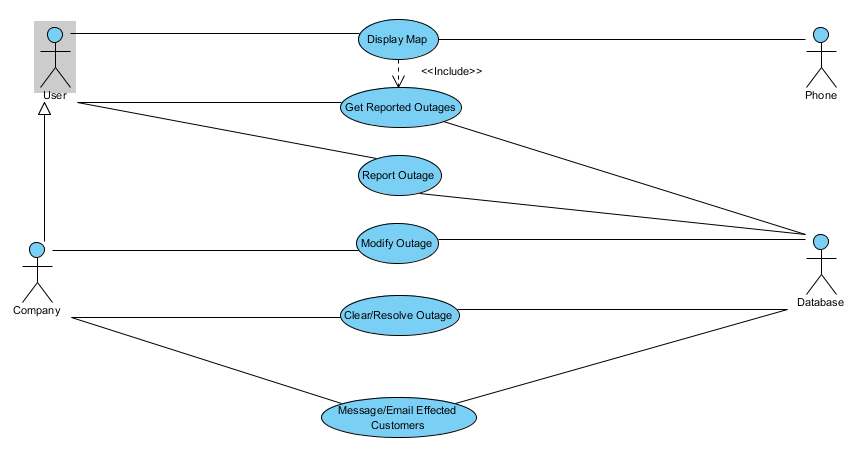 Display Map
<<Include>>
User
Phone
Get Reported Outages
Report Outage
Modify Outage
Company
Database
Clear/Resolve Outage
Message/Email Effected
Customers